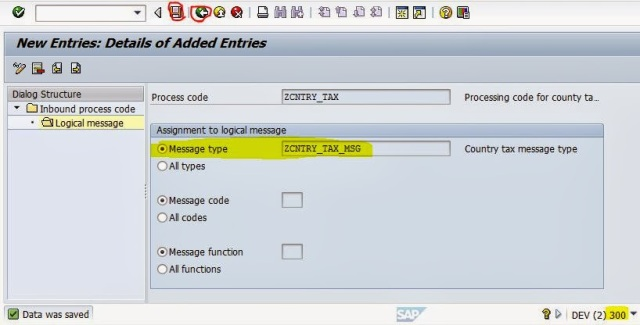 New Entries: Details of Added Entries
Dialog Structure
Inbound process code
Logical message
Process code ZCNTRY_TAX Processing code for county ta…
Assignment to logical message
Message type ZCNTRY_TAX_MSG Country tax message type
All types
Message code
All codes
Message function
All functions
Data was saved SAP DEV (2) 300